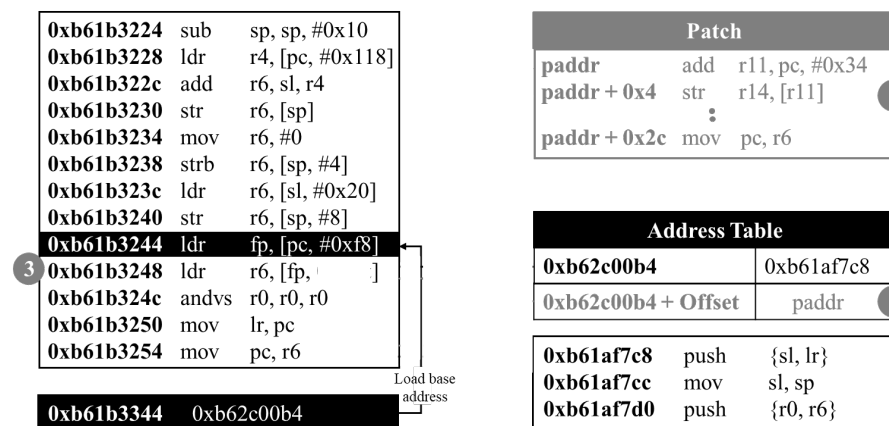 0xb61b3224 sub sp, sp, #0x10
0xb61b3228 ldr r4, [pc, #0x118]
0xb61b322c add r6, sl, r4
0xb61b3230 str r6, [sp]
0xb61b3234 mov r6, #0
0xb61b3238 strb r6, [sp, #4]
0xb61b323c ldr r6, [sl, #0x20]
0xb61b3240 str r6, [sp, #8]
0xb61b3244 ldr fp, [pc, #0xf8]
3
0xb61b3248 ldr r6, [fp, ]
0xb61b324c andvs r0, r0, r0
0xb61b3250 mov lr, pc
0xb61b3254 mov pc, r6
Load base
address
0xb61b3344 0xb62c00b4
Patch
paddr add r11, pc, #0x34
paddr + 0x4 str r14, [r11]
:
paddr + 0x2c mov pc, r6
Address Table
0xb62c00b4 0xb61af7c8
0xb62c00b4 + Offset paddr
0xb61af7c8 push {sl, lr}
0xb61af7cc mov sl, sp
0xb61af7d0 push {r0, r6}